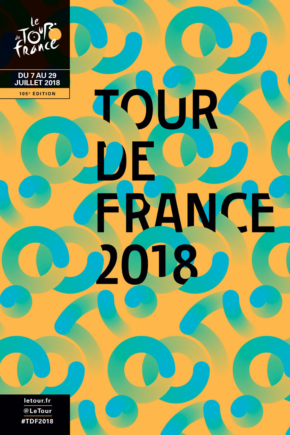 le
TOUR
de
France
DU 7 AU 29
JUILLET 2018
105e ÉDITION
TOUR
DE
FRANCE
2018
letour.fr
@LeTour
#TDF2018